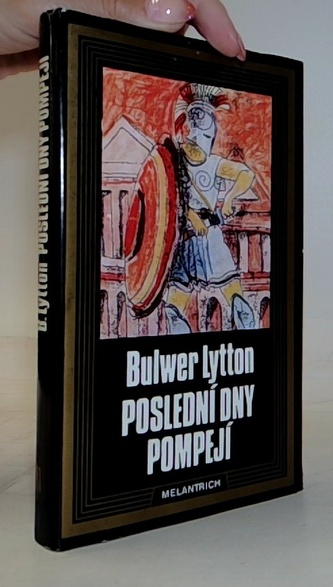 B. Lytton POSLEDNÍ DNY POMPEJÍ
Bulwer Lytton
POSLEDNÍ DNY
POMPEJÍ
MELANTRICH